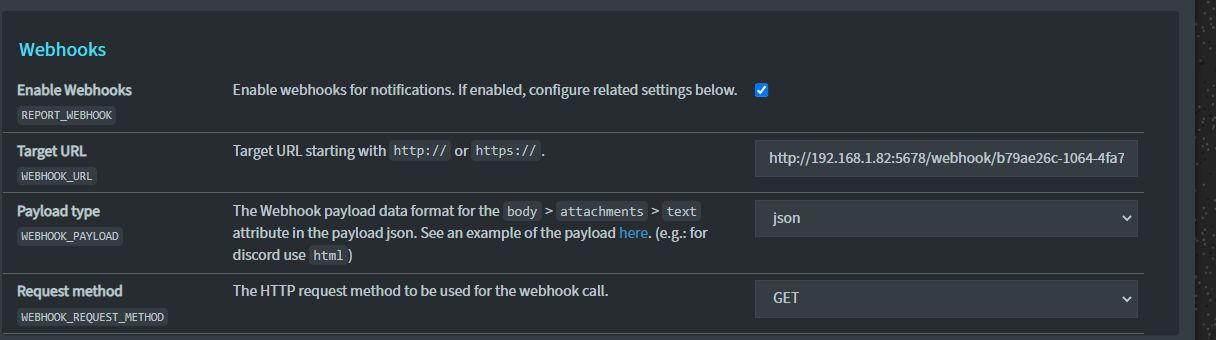 Webhooks
Enable Webhooks
REPORT_WEBHOOK
Enable webhooks for notifications. If enabled, configure related settings below.
Target URL
WEBHOOK_URL
Target URL starting with http:// or https://.
http://192.168.1.82:5678/webhook/b79ae26c-1064-4fa7
Payload type
WEBHOOK_PAYLOAD
The Webhook payload data format for the body > attachments > text
attribute in the payload json. See an example of the payload here. (e.g.: for
discord use html)
json
Request method
WEBHOOK_REQUEST_METHOD
The HTTP request method to be used for the webhook call.
GET